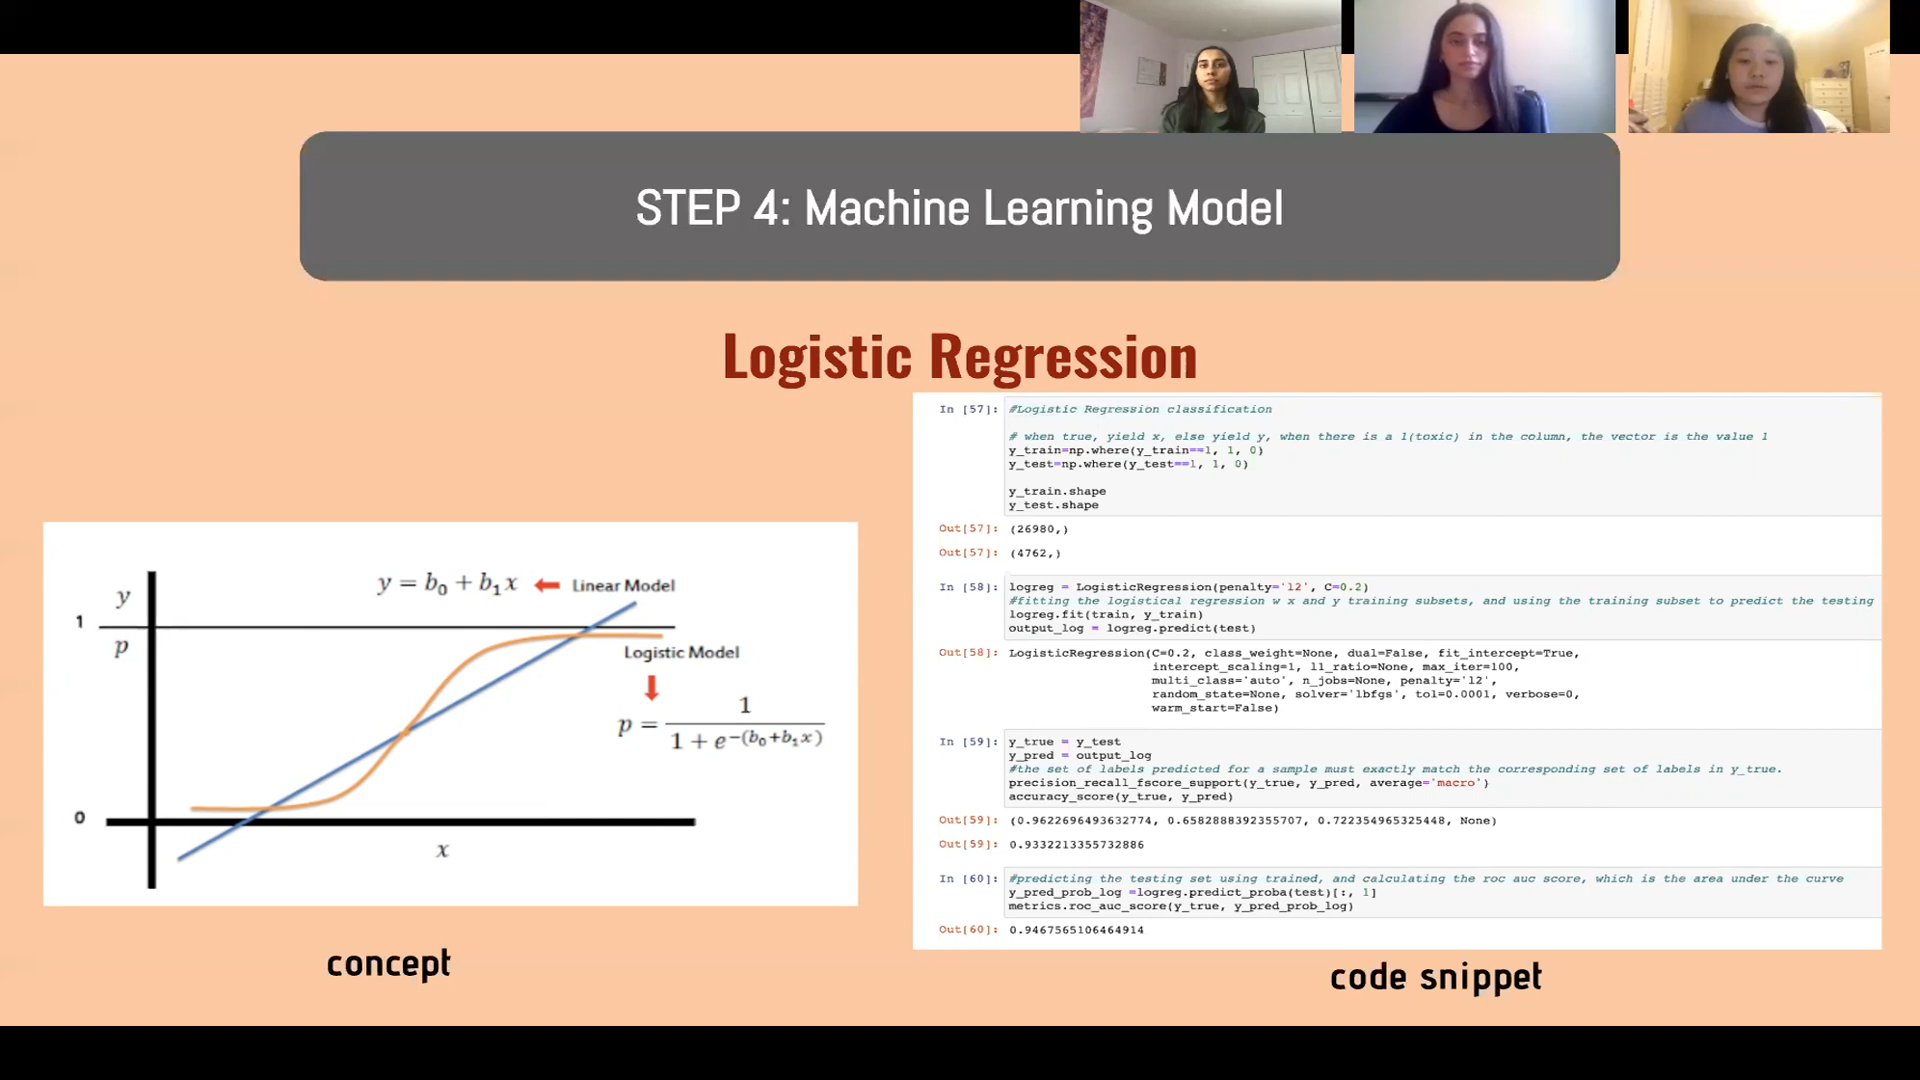 STEP 4: Machine Learning Model
Logistic Regression
y = b₀ + b₁x
Linear Model
y
1
p
Logistic Model
p = 1 / 1 + e^−(b₀+b₁x)
0
x
concept
In [57]: #Logistic Regression classification
# when true, yield x, else yield y, when there is a 1(toxic) in the column, the vector is the value 1
y_train=np.where(y_train==1, 1, 0)
y_test=np.where(y_test==1, 1, 0)
y_train.shape
y_test.shape
Out[57]: (26980,)
Out[57]: (4762,)
In [58]: logreg = LogisticRegression(penalty='l2', C=0.2)
#fitting the logistical regression w x and y training subsets, and using the training subset to predict the testing
logreg.fit(train, y_train)
output_log = logreg.predict(test)
Out[58]: LogisticRegression(C=0.2, class_weight=None, dual=False, fit_intercept=True,
intercept_scaling=1, l1_ratio=None, max_iter=100,
multi_class='auto', n_jobs=None, penalty='l2',
random_state=None, solver='lbfgs', tol=0.0001, verbose=0,
warm_start=False)
In [59]: y_true = y_test
y_pred = output_log
#the set of labels predicted for a sample must exactly match the corresponding set of labels in y_true.
precision_recall_fscore_support(y_true, y_pred, average='macro')
accuracy_score(y_true, y_pred)
Out[59]: (0.9622696493632774, 0.6582888392355707, 0.722354965325448, None)
Out[59]: 0.9332213355732886
In [60]: #predicting the testing set using trained, and calculating the roc auc score, which is the area under the curve
y_pred_prob_log =logreg.predict_proba(test)[:, 1]
metrics.roc_auc_score(y_true, y_pred_prob_log)
Out[60]: 0.9467565106464914
code snippet